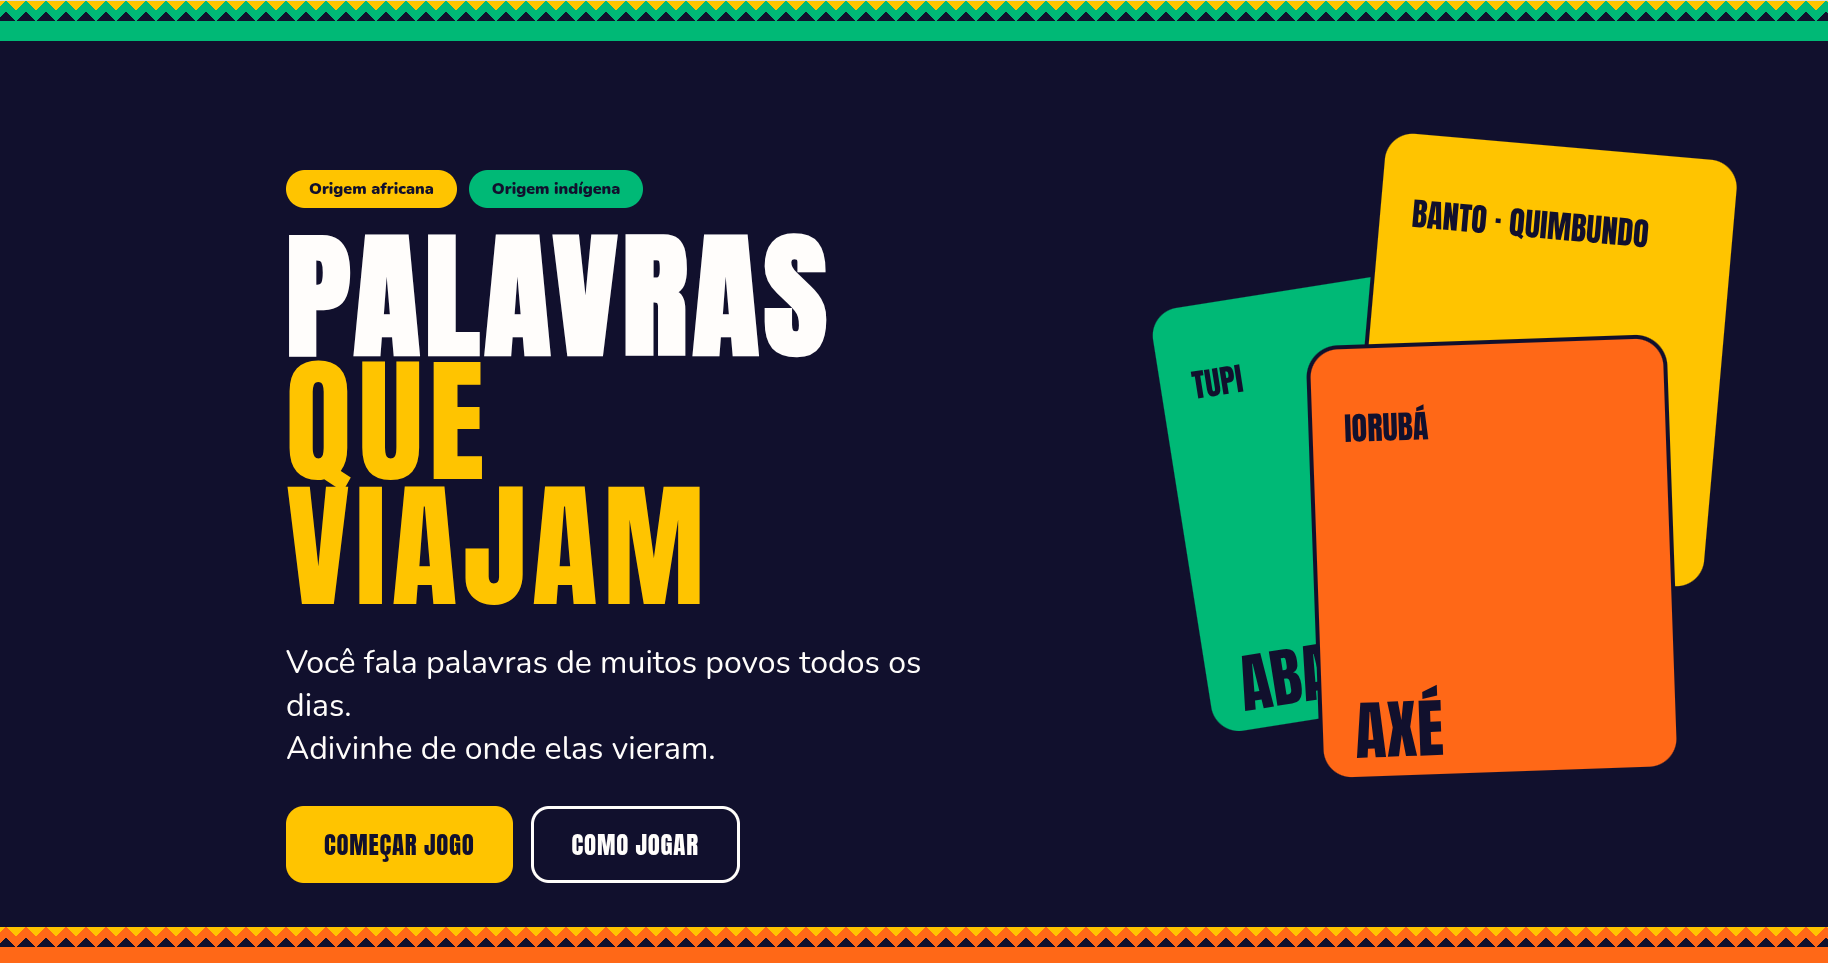 Origem africana
Origem indígena
PALAVRAS
QUE
VIAJAM
Você fala palavras de muitos povos todos os
dias.
Adivinhe de onde elas vieram.
COMEÇAR JOGO
COMO JOGAR
BANTO · QUIMBUNDO
TUPI
IORUBÁ
AXÉ